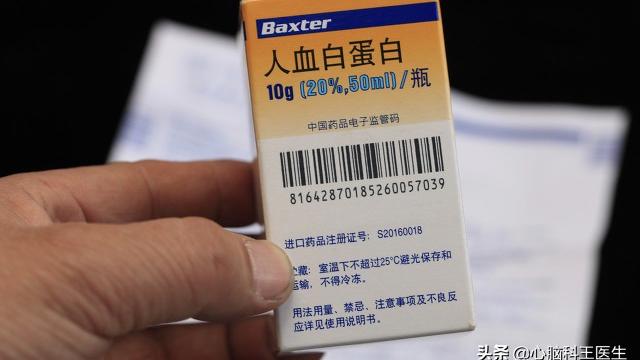 Baxter
人血白蛋白
10g (20%,50ml)/瓶
中国药品电子监管码
81642870185260057039
进口药品注册证号: S20160018
藏: 室温下不超过25℃避光保存和
运输, 不得冷冻。
用法用量、禁忌、注意事项及不良反
应详见使用说明书。
头条 @心脑科王医生